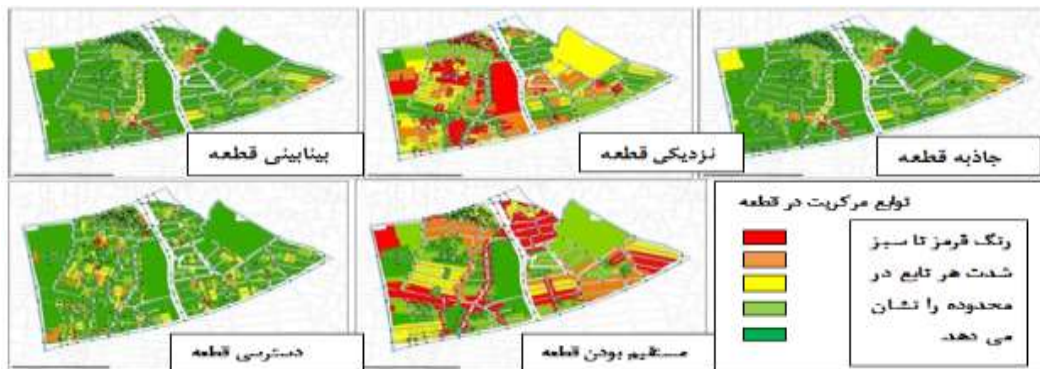 جاذبه قطعه
نزدیکی قطعه
بینابینی قطعه
توابع مرکزیت در قطعه
رنگ قرمز تا سبز
شدت هر تابع در
محدوده را نشان
می دهد.
مستقیم بودن قطعه
دسترسی قطعه